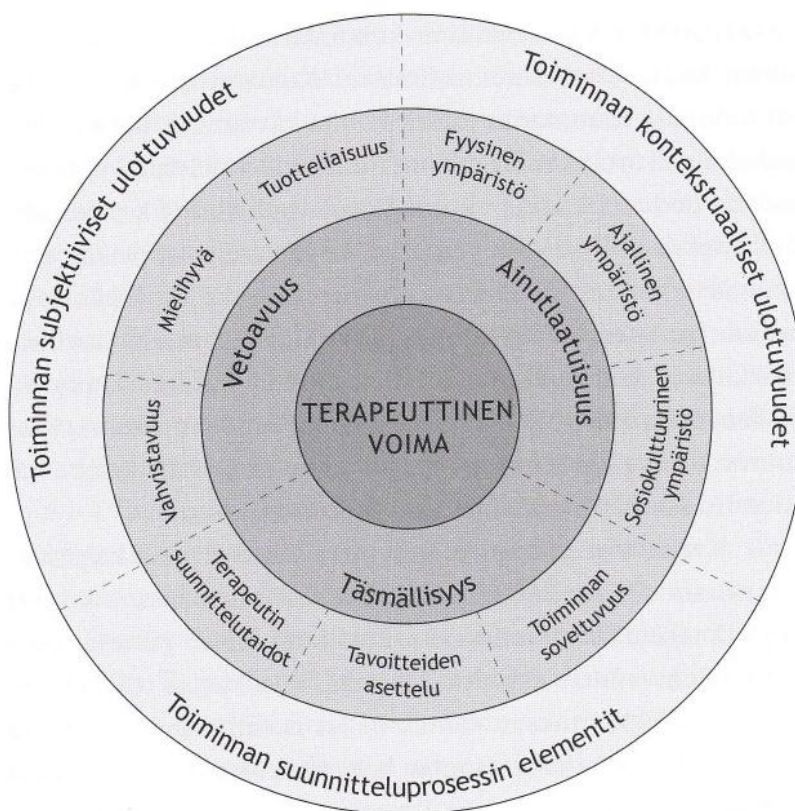 Toiminnan subjektiiviset ulottuvuudet
Toiminnan kontekstuaaliset ulottuvuudet
Tuotteliaisuus
Fyysinen
ympäristö
Mielihyvä
Ajallinen
ympäristö
Vetoavuus
Ainutlaatuisuus
TERAPEUTTINEN
VOIMA
Vahvistavuus
Sosiokulttuurinen
ympäristö
Täsmällisyys
Terapeutin
suunnittelutaidot
Tavoitteiden
asettelu
Toiminnan
soveltuvuus
Toiminnan suunnitteluprosessin elementit